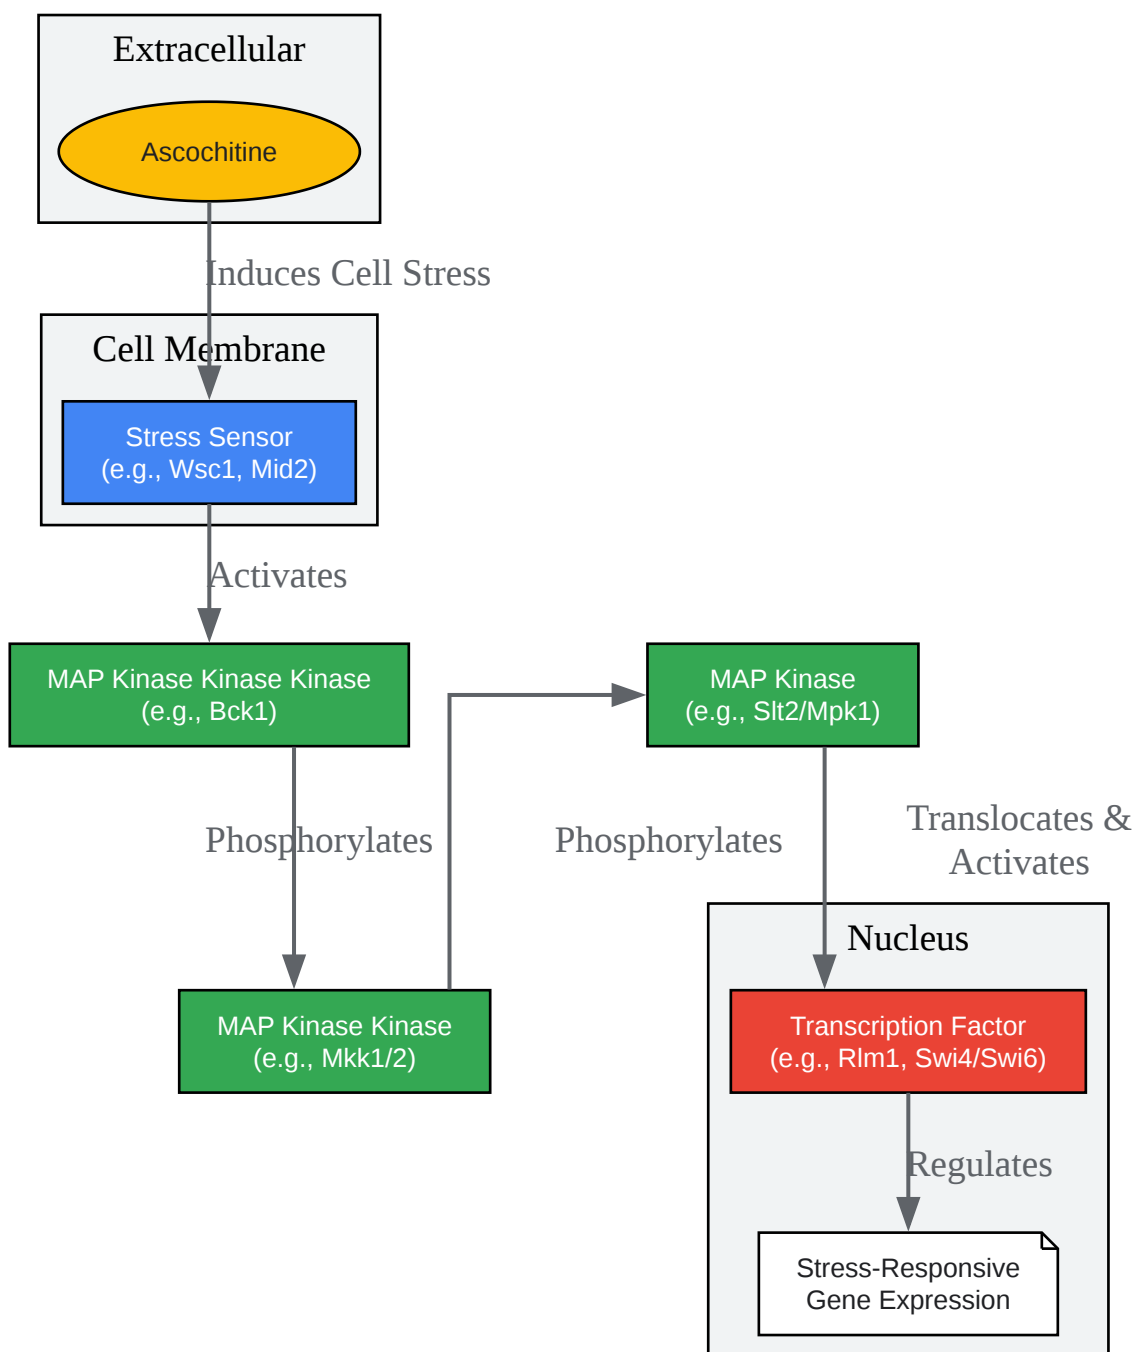 Extracellular
Ascochitine
Induces Cell Stress
Cell Membrane
Stress Sensor
(e.g., Wsc1, Mid2)
Activates
MAP Kinase Kinase Kinase
(e.g., Bck1)
Phosphorylates
MAP Kinase Kinase
(e.g., Mkk1/2)
Phosphorylates
MAP Kinase
(e.g., Slt2/Mpk1)
Translocates &
Activates
Nucleus
Transcription Factor
(e.g., Rlm1, Swi4/Swi6)
Regulates
Stress-Responsive
Gene Expression